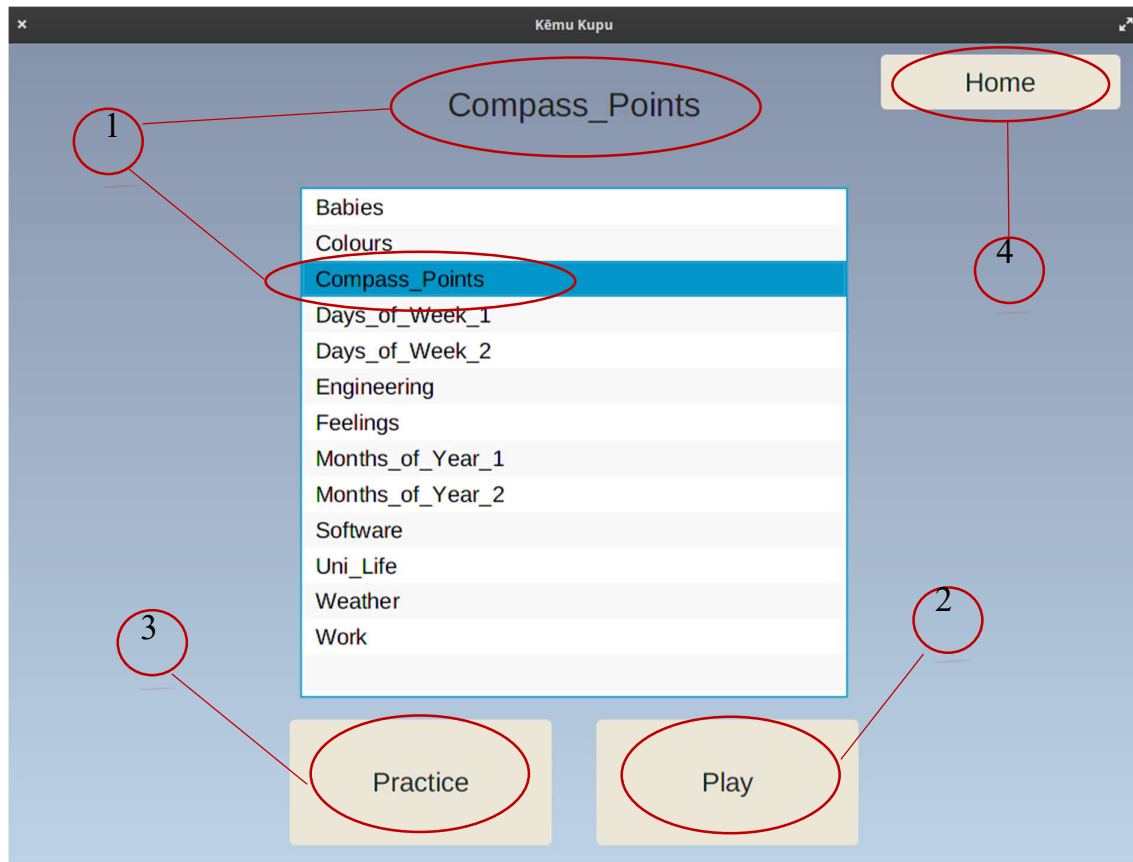 Kēmu Kupu
Home
Compass_Points
1
Babies
Colours
Compass_Points
4
Days_of_Week_1
Days_of_Week_2
Engineering
Feelings
Months_of_Year_1
Months_of_Year_2
Software
Uni_Life
Weather
2
Work
3
Practice
Play